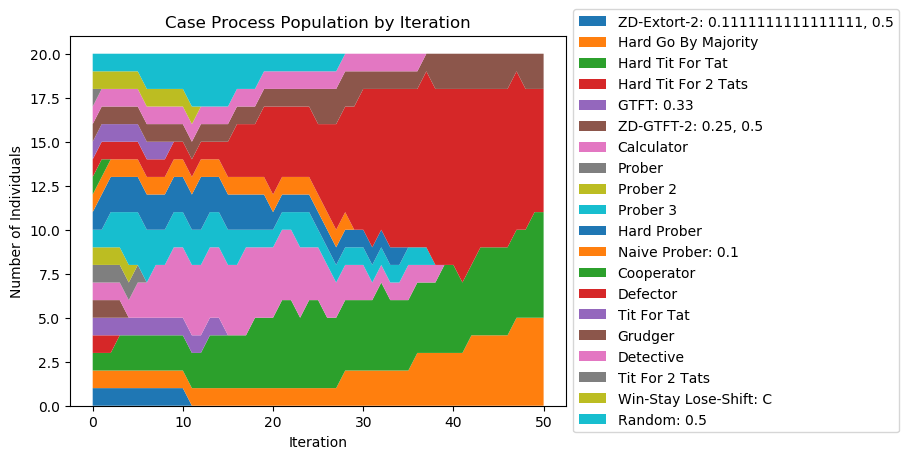 Case Process Population by Iteration
Number of Individuals
20.0
17.5
15.0
12.5
10.0
7.5
5.0
2.5
0.0
0
10
20
30
40
50
Iteration
ZD-Extort-2: 0.1111111111111111, 0.5
Hard Go By Majority
Hard Tit For Tat
Hard Tit For 2 Tats
GTFT: 0.33
ZD-GTFT-2: 0.25, 0.5
Calculator
Prober
Prober 2
Prober 3
Hard Prober
Naive Prober: 0.1
Cooperator
Defector
Tit For Tat
Grudger
Detective
Tit For 2 Tats
Win-Stay Lose-Shift: C
Random: 0.5